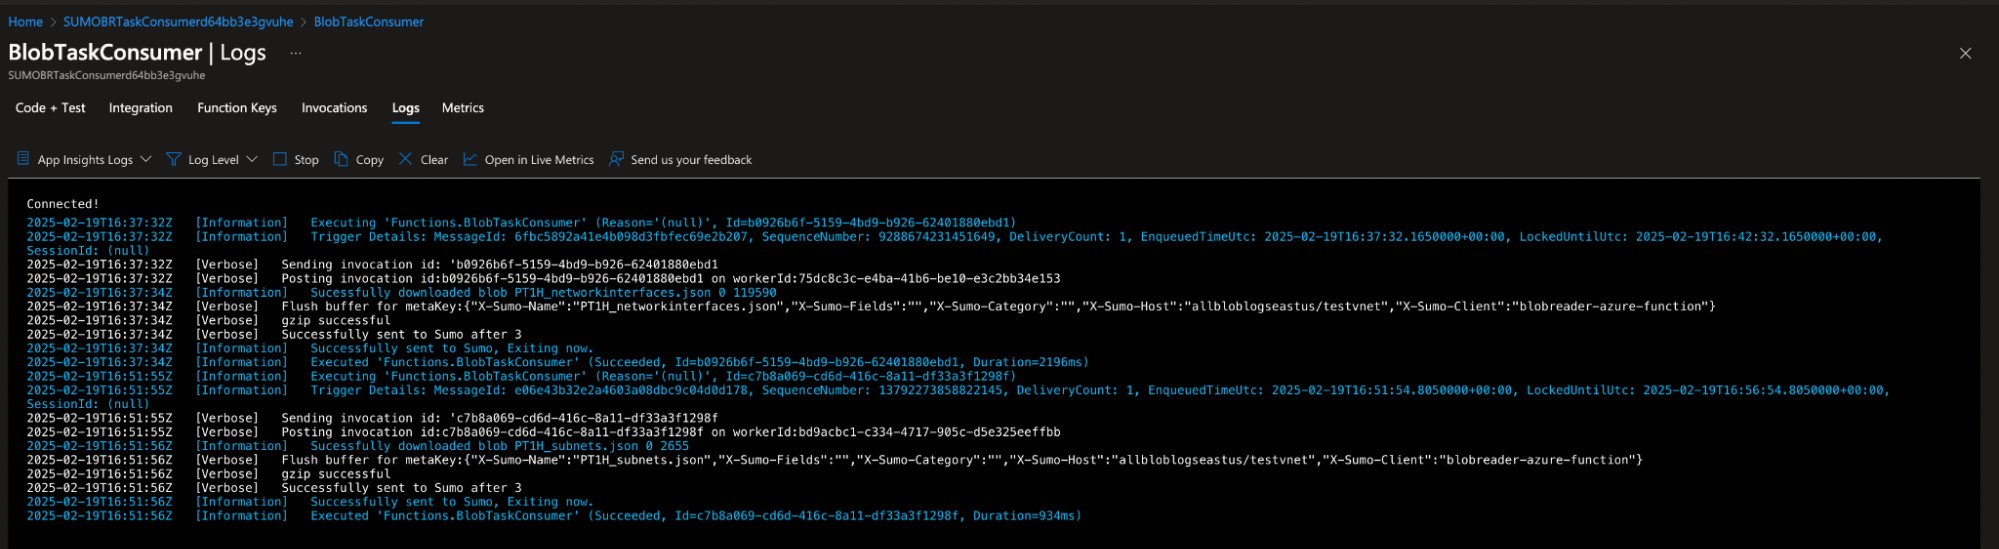 Home > SUMOBRTaskConsumerd64bb3e3gvuhe > BlobTaskConsumer
BlobTaskConsumer | Logs ...
SUMOBRTaskConsumerd64bb3e3gvuhe
Code + Test Integration Function Keys Invocations Logs Metrics
App Insights Logs Log Level Stop Copy Clear Open in Live Metrics Send us your feedback
Connected!
2025-02-19T16:37:32Z [Information] Executing 'Functions.BlobTaskConsumer' (Reason='(null)', Id=b0926b6f-5159-4bd9-b926-62401880ebd1)
2025-02-19T16:37:32Z [Information] Trigger Details: MessageId: 6fbc5892a41e4b098d3fbfec69e2b207, SequenceNumber: 9288674231451649, DeliveryCount: 1, EnqueuedTimeUtc: 2025-02-19T16:37:32.1650000+00:00, LockedUntilUtc: 2025-02-19T16:42:32.1650000+00:00,
SessionId: (null)
2025-02-19T16:37:32Z [Verbose] Sending invocation id: 'b0926b6f-5159-4bd9-b926-62401880ebd1
2025-02-19T16:37:32Z [Verbose] Posting invocation id:b0926b6f-5159-4bd9-b926-62401880ebd1 on workerId:75dc8c3c-e4ba-41b6-be10-e3c2bb34e153
2025-02-19T16:37:34Z [Information] Sucessfully downloaded blob PT1H_networkinterfaces.json 0 119590
2025-02-19T16:37:34Z [Verbose] Flush buffer for metaKey:{"X-Sumo-Name":"PT1H_networkinterfaces.json","X-Sumo-Fields":"","X-Sumo-Category":"","X-Sumo-Host":"allbloblogseastus/testvnet","X-Sumo-Client":"blobreader-azure-function"}
2025-02-19T16:37:34Z [Verbose] gzip successful
2025-02-19T16:37:34Z [Verbose] Successfully sent to Sumo after 3
2025-02-19T16:37:34Z [Information] Successfully sent to Sumo, Exiting now.
2025-02-19T16:37:34Z [Information] Executed 'Functions.BlobTaskConsumer' (Succeeded, Id=b0926b6f-5159-4bd9-b926-62401880ebd1, Duration=2196ms)
2025-02-19T16:51:55Z [Information] Executing 'Functions.BlobTaskConsumer' (Reason='(null)', Id=c7b8a069-cd6d-416c-8a11-df33a3f1298f)
2025-02-19T16:51:55Z [Information] Trigger Details: MessageId: e06e43b32e2a4603a08dbc9c04d0d178, SequenceNumber: 13792273858822145, DeliveryCount: 1, EnqueuedTimeUtc: 2025-02-19T16:51:54.8050000+00:00, LockedUntilUtc: 2025-02-19T16:56:54.8050000+00:00,
SessionId: (null)
2025-02-19T16:51:55Z [Verbose] Sending invocation id: 'c7b8a069-cd6d-416c-8a11-df33a3f1298f
2025-02-19T16:51:55Z [Verbose] Posting invocation id:c7b8a069-cd6d-416c-8a11-df33a3f1298f on workerId:bd9acbc1-c334-4717-905c-d5e325eeffbb
2025-02-19T16:51:56Z [Information] Sucessfully downloaded blob PT1H_subnets.json 0 2655
2025-02-19T16:51:56Z [Verbose] Flush buffer for metaKey:{"X-Sumo-Name":"PT1H_subnets.json","X-Sumo-Fields":"","X-Sumo-Category":"","X-Sumo-Host":"allbloblogseastus/testvnet","X-Sumo-Client":"blobreader-azure-function"}
2025-02-19T16:51:56Z [Verbose] gzip successful
2025-02-19T16:51:56Z [Verbose] Successfully sent to Sumo after 3
2025-02-19T16:51:56Z [Information] Successfully sent to Sumo, Exiting now.
2025-02-19T16:51:56Z [Information] Executed 'Functions.BlobTaskConsumer' (Succeeded, Id=c7b8a069-cd6d-416c-8a11-df33a3f1298f, Duration=934ms)